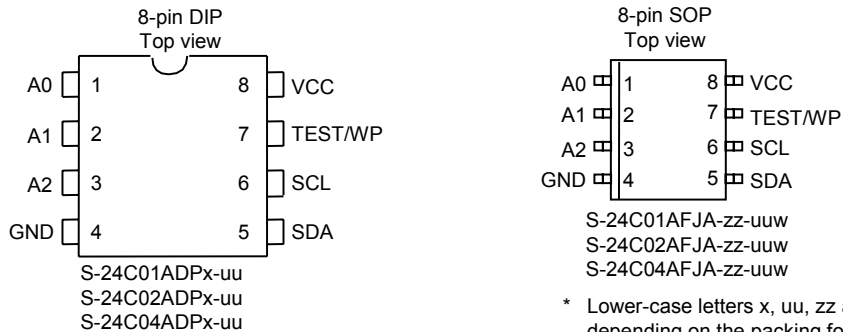 8-pin DIP
Top view
A0 1 8 VCC
A1 2 7 TEST/WP
A2 3 6 SCL
GND 4 5 SDA
S-24C01ADPx-uu
S-24C02ADPx-uu
S-24C04ADPx-uu
8-pin SOP
Top view
A0 1 8 VCC
A1 2 7 TEST/WP
A2 3 6 SCL
GND 4 5 SDA
S-24C01AFJA-zz-uuw
S-24C02AFJA-zz-uuw
S-24C04AFJA-zz-uuw
* Lower-case letters x, uu, zz
depending on the packing